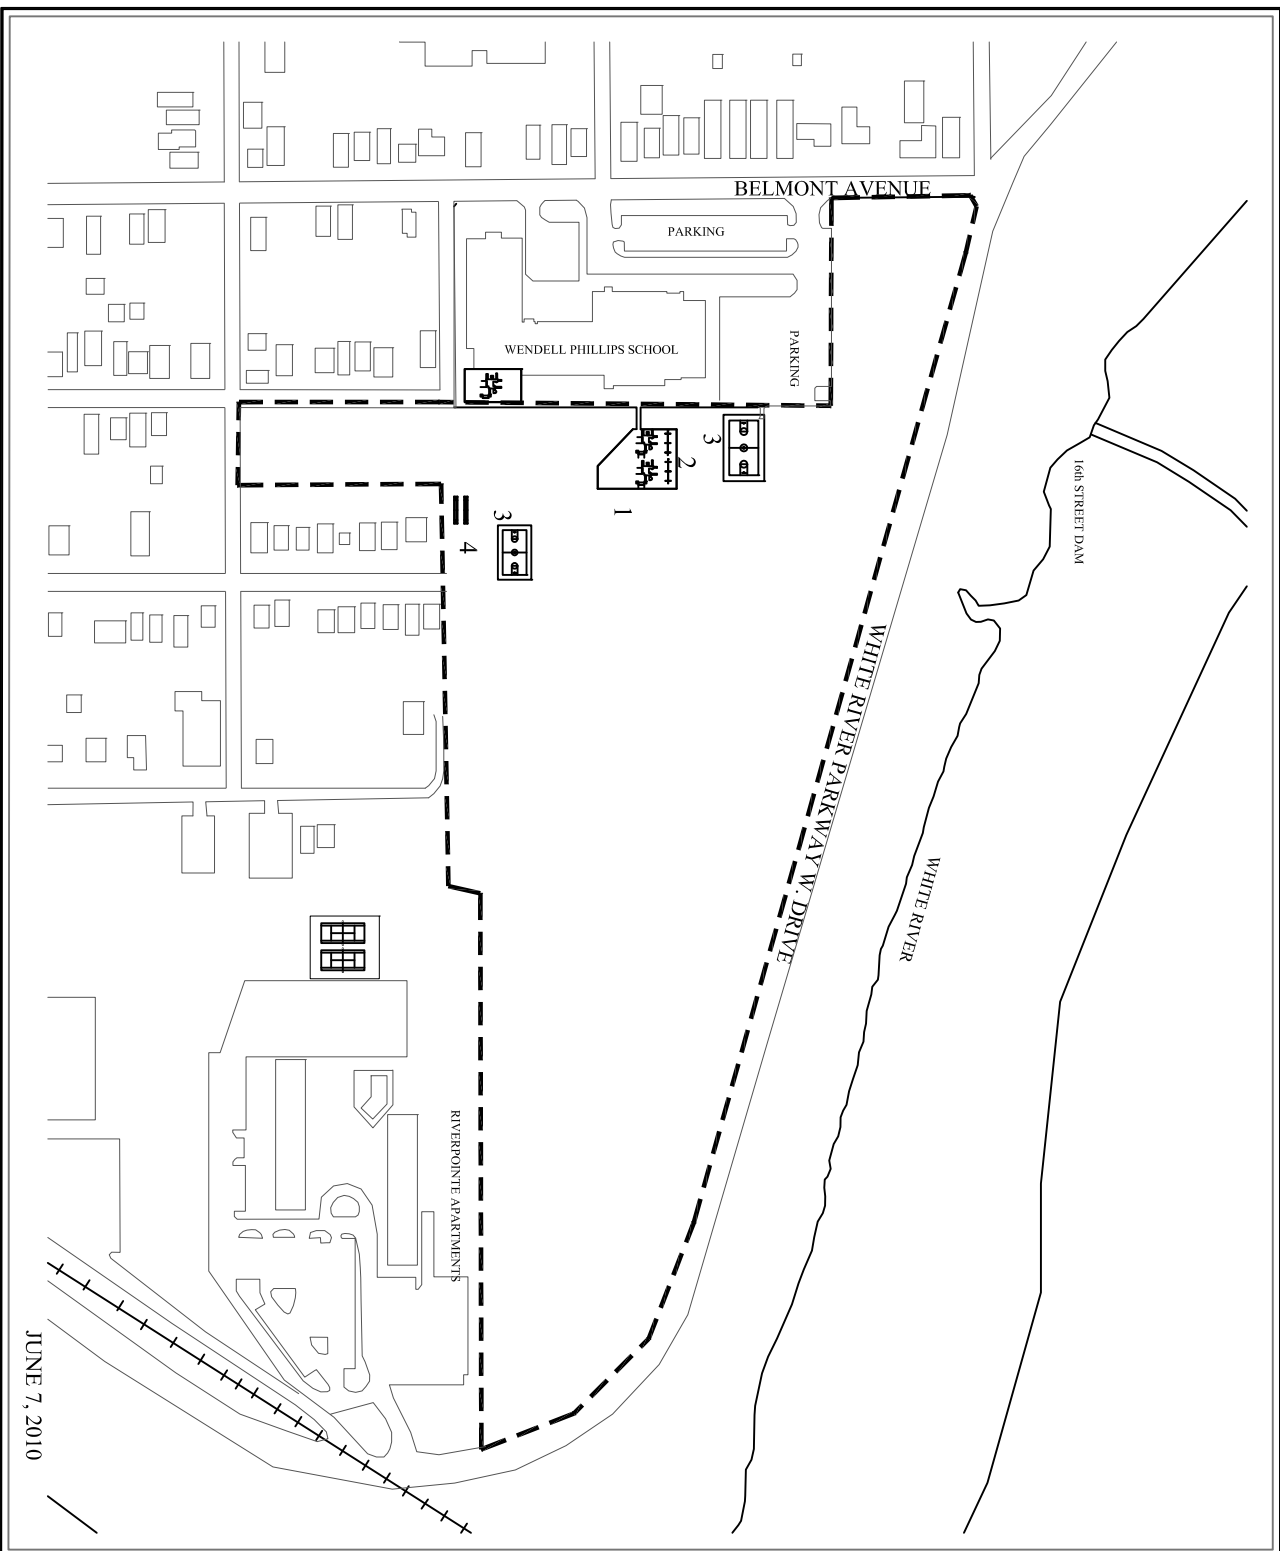 BELMONT AVENUE
PARKING
WENDELL PHILLIPS SCHOOL
PARKING
3
2
1
3
4
16th STREET DAM
WHITE RIVER PARKWAY W. DRIVE
WHITE RIVER
RIVERPOINTE APARTMENTS
JUNE 7, 2010